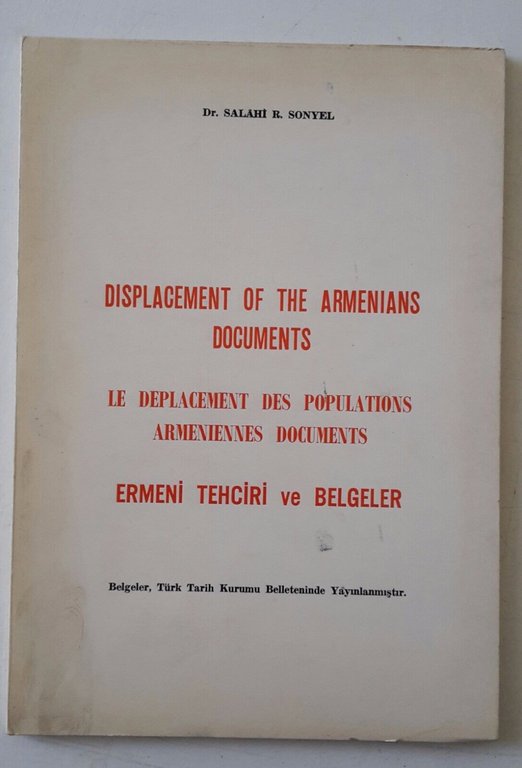 Dr. SALÂHİ R. SONYEL
DISPLACEMENT OF THE ARMENIANS
DOCUMENTS
LE DEPLACEMENT DES POPULATIONS
ARMENIENNES DOCUMENTS
ERMENİ TEHCİRİ ve BELGELER
Belgeler, Türk Tarih Kurumu Belleteninde Yayınlanmıştır.